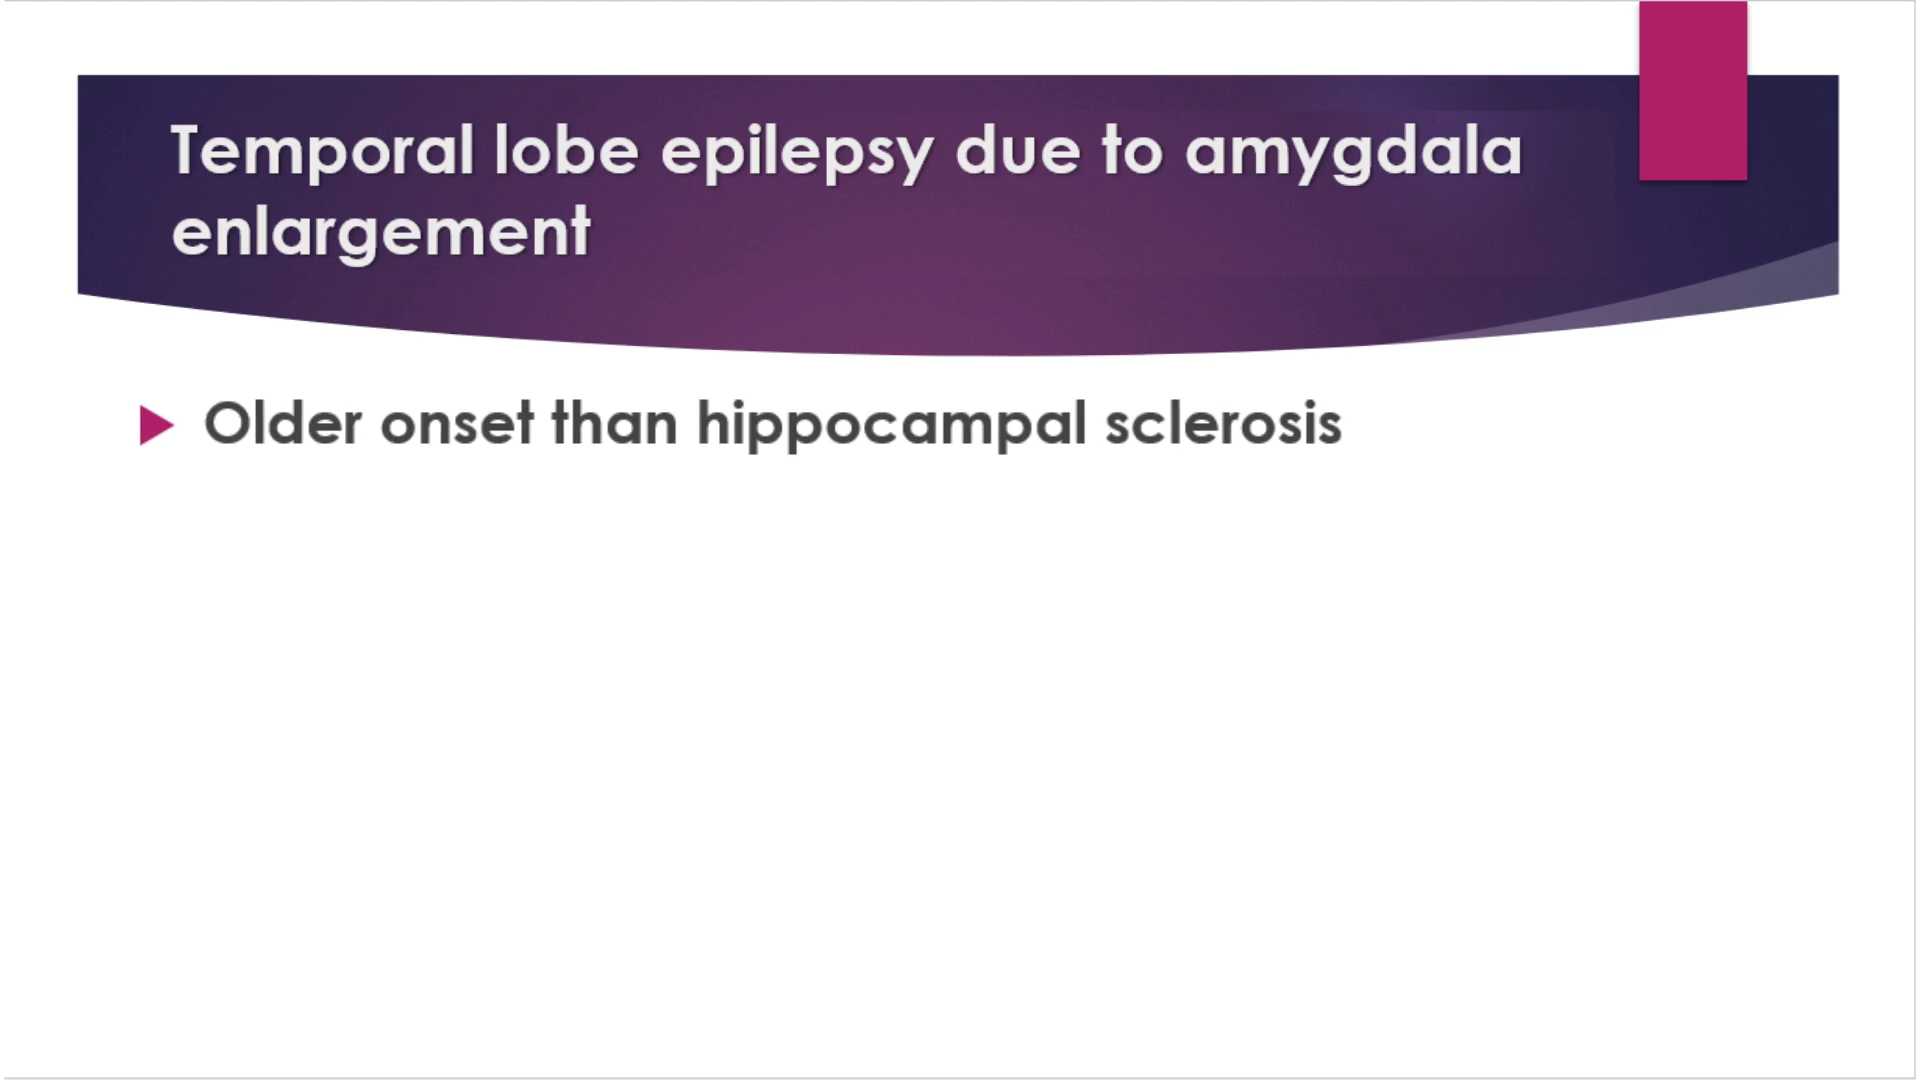 Temporal lobe epilepsy due to amygdala
enlargement
Older onset than hippocampal sclerosis